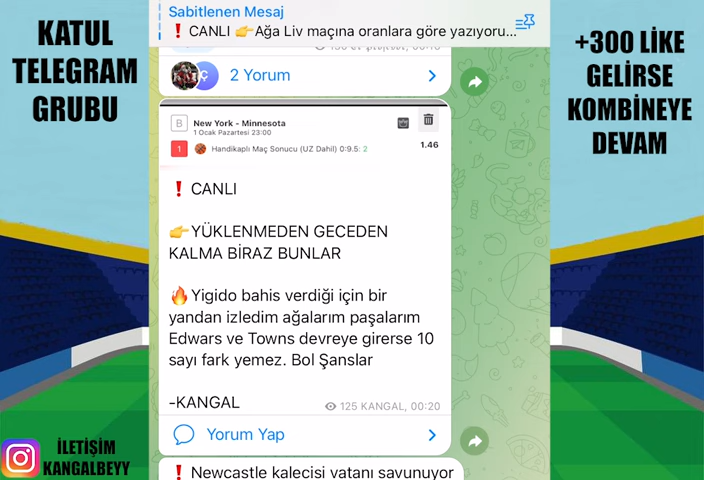 KATUL
TELEGRAM
GRUBU
Sabitlenen Mesaj
❗ CANLI 👉Ağa Liv maçına oranlara göre yazıyoru...
Ç
2 Yorum
B
New York - Minnesota
1 Ocak Pazartesi 23:00
1
Handikaplı Maç Sonucu (UZ Dahil) 0:9.5: 2
1.46
❗ CANLI
👉YÜKLENMEDEN GECEDEN
KALMA BİRAZ BUNLAR
🔥Yigido bahis verdiği için bir
yandan izledim ağalarım paşalarım
Edwars ve Towns devreye girerse 10
sayı fark yemez. Bol Şanslar
-KANGAL
125 KANGAL, 00:20
Yorum Yap
❗ Newcastle kalecisi vatanı savunuyor
+300 LİKE
GELİRSE
KOMBİNEYE
DEVAM
İLETİŞİM
KANGALBEYY